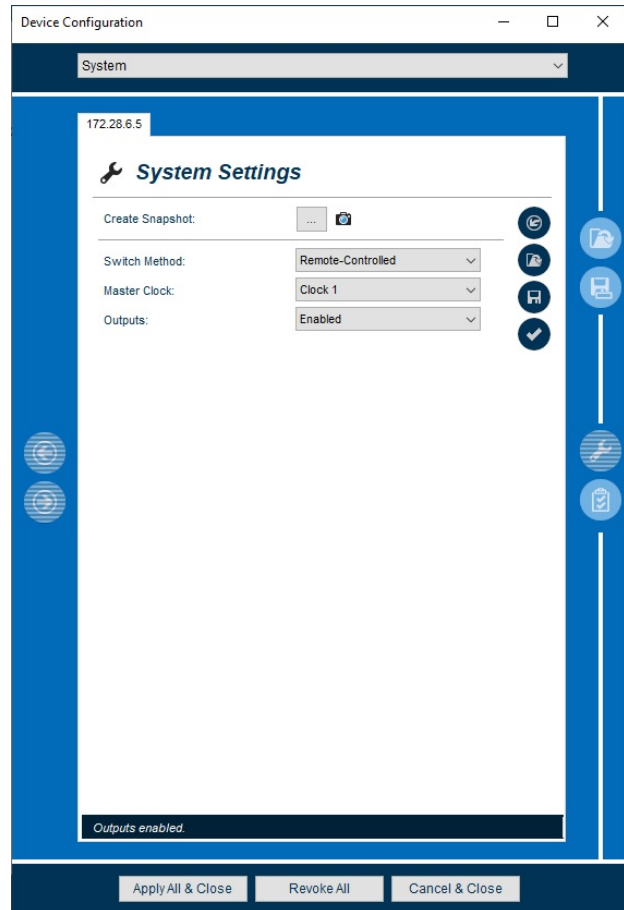 Device Configuration
System
172.28.6.5
System Settings
Create Snapshot: ...
Switch Method: Remote-Controlled
Master Clock: Clock 1
Outputs: Enabled
Outputs enabled.
Apply All & Close Revoke All Cancel & Close